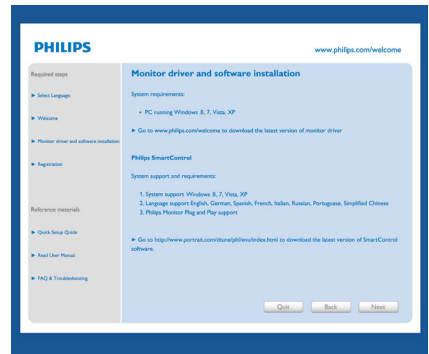 PHILIPS
www.philips.com/welcome
Required steps
► Select Language:
► Welcome
► Monitor driver and software installation
► Registration
Reference materials
► Quick Setup Quide
► Read User Manual
► FAQ & Troubleshooting
Monitor driver and software installation
System requirements:
• PC running Windows 8, 7, Vista, XP
► Go to www.philips.com/welcome to download the latest version of monitor driver
Philips SmartControl
System support and requirements:
1. System support Windows 8, 7, Vista, XP
2. Language support English, German, Spanish, French, Italian, Russian, Portuguese, Simplified Chinese
3. Philips Monitor Plug and Play support
► Go to http://www.portrait.com/dtune/phl/enu/index.html to download the latest version of SmartControl
software.
Quit
Back
Next